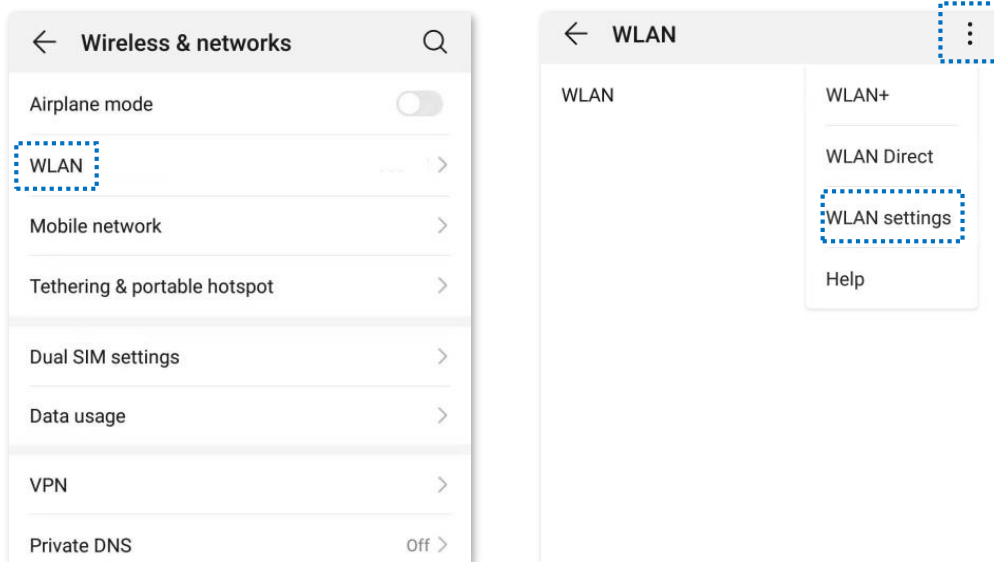 Wireless & networks
Airplane mode
WLAN
Mobile network
Tethering & portable hotspot
Dual SIM settings
Data usage
VPN
Private DNS Off
WLAN
WLAN
WLAN+
WLAN Direct
WLAN settings
Help